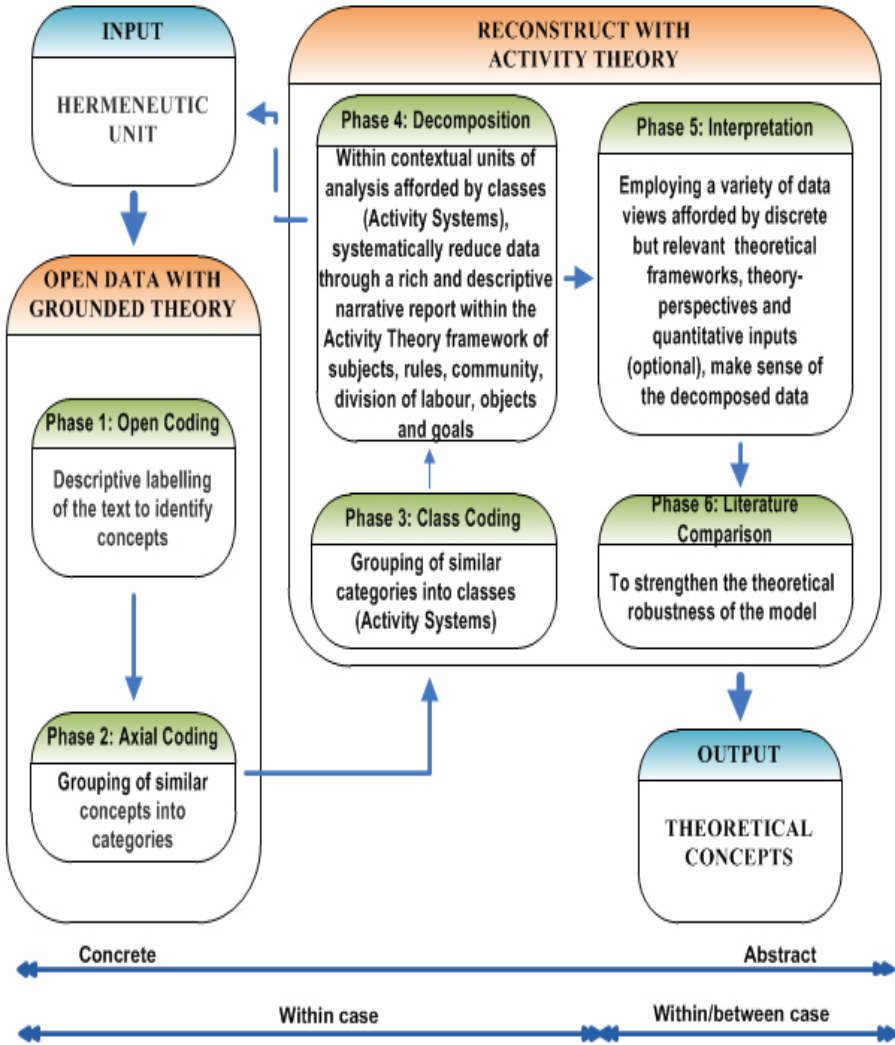 INPUT
HERMENEUTIC
UNIT
OPEN DATA WITH
GROUNDED THEORY
Phase 1: Open Coding
Descriptive labelling
of the text to identify
concepts
Phase 2: Axial Coding
Grouping of similar
concepts into
categories
RECONSTRUCT WITH
ACTIVITY THEORY
Phase 3: Class Coding
Grouping of similar
categories into classes
(Activity Systems)
Phase 4: Decomposition
Within contextual units of
analysis afforded by classes
(Activity Systems),
systematically reduce data
through a rich and descriptive
narrative report within the
Activity Theory framework of
subjects, rules, community,
division of labour, objects
and goals
Phase 5: Interpretation
Employing a variety of data
views afforded by discrete
but relevant theoretical
frameworks, theory-
perspectives and
quantitative inputs
(optional), make sense of
the decomposed data
Phase 6: Literature
Comparison
To strengthen the theoretical
robustness of the model
OUTPUT
THEORETICAL
CONCEPTS
Concrete
Abstract
Within case
Within/between case